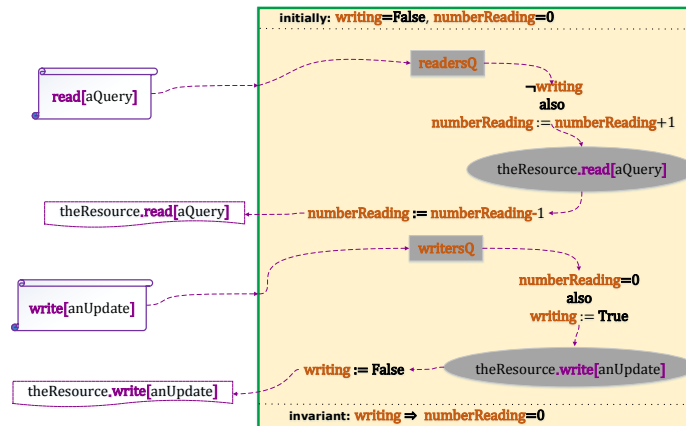 initially: writing=False, numberReading=0
readersQ
read[aQuery]
¬writing
also
numberReading := numberReading+1
theResource.read[aQuery]
theResource.read[aQuery]
numberReading := numberReading-1
writersQ
write[anUpdate]
numberReading=0
also
writing := True
theResource.write[anUpdate]
writing := False
theResource.write[anUpdate]
invariant: writing ⇒ numberReading=0